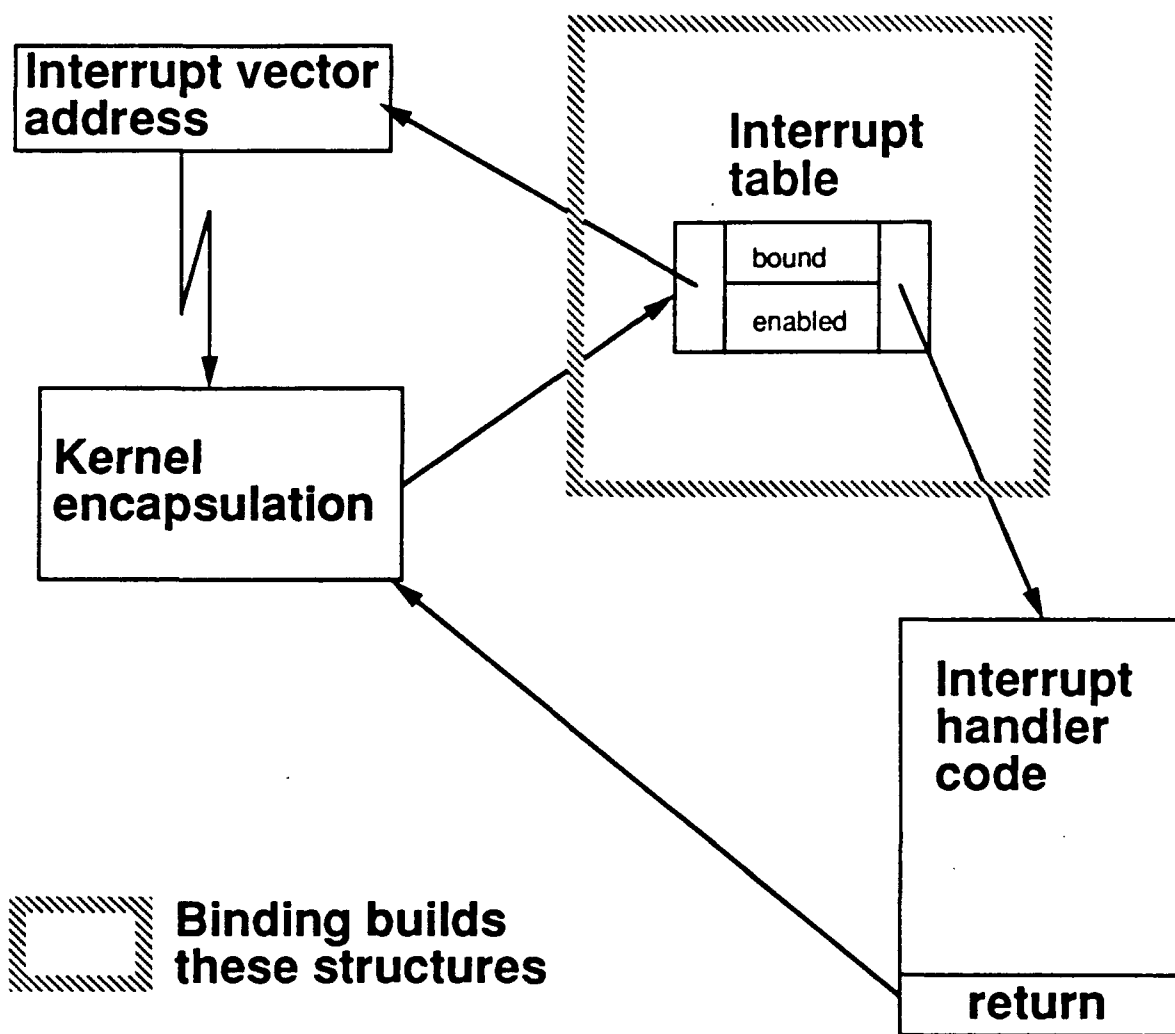 Interrupt vector
address
Interrupt
table
bound
enabled
Kernel
encapsulation
Interrupt
handler
code
return
Binding builds
these structures